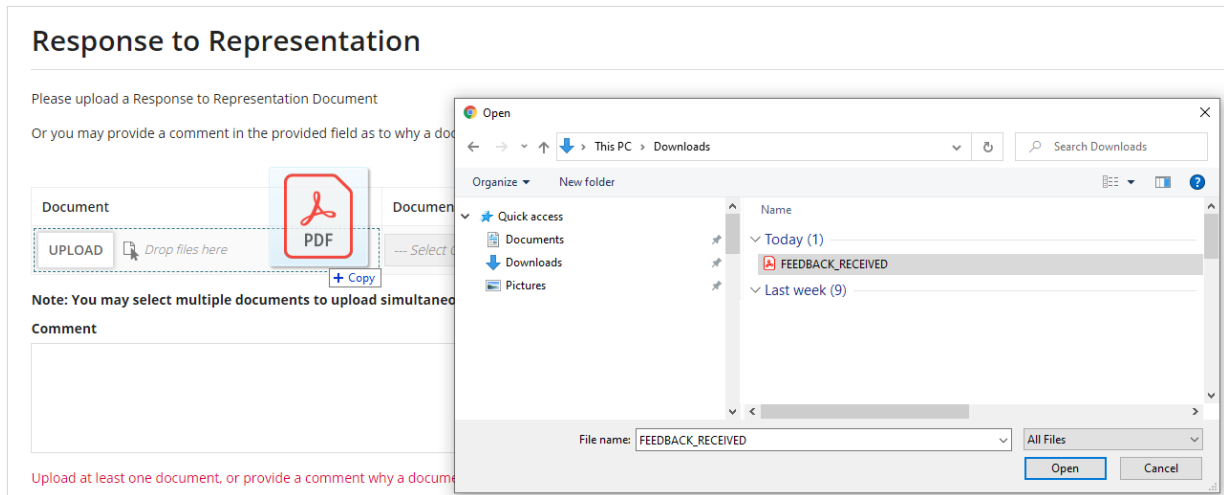 Response to Representation
Please upload a Response to Representation Document
Or you may provide a comment in the provided field as to why a doc
Document
Documen
UPLOAD
Drop files here
PDF
--- Select
+ Copy
Note: You may select multiple documents to upload simultaneo
Comment
Upload at least one document, or provide a comment why a docume
Open
This PC > Downloads
Search Downloads
Organize
New folder
Quick access
Documents
Downloads
Pictures
Name
Today (1)
FEEDBACK_RECEIVED
Last week (9)
File name: FEEDBACK_RECEIVED
All Files
Open
Cancel